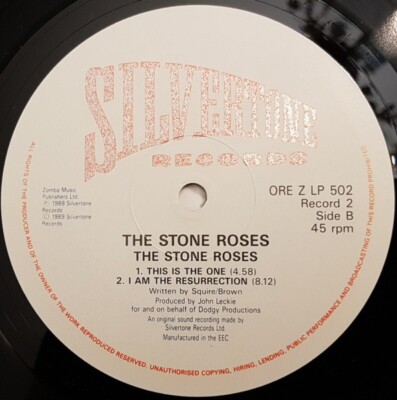 SILVERTONE
RECORDS
Zomba Music
Publishers Ltd.
℗ 1989 Silvertone
Records
© 1989 Silvertone
Records
ORE Z LP 502
Record 2
Side B
45 rpm
THE STONE ROSES
THE STONE ROSES
1. THIS IS THE ONE (4.58)
2. I AM THE RESURRECTION (8.12)
Written by Squire/Brown
Produced by John Leckie
for and on behalf of Dodgy Productions
An original sound recording made by
Silvertone Records Ltd.
Manufactured in the EEC
ALL RIGHTS OF THE PRODUCER AND OF THE OWNER OF THE WORK REPRODUCED RESERVED. UNAUTHORISED COPYING, HIRING, LENDING, PUBLIC PERFORMANCE AND BROADCASTING OF THIS RECORD PROHIBITED.